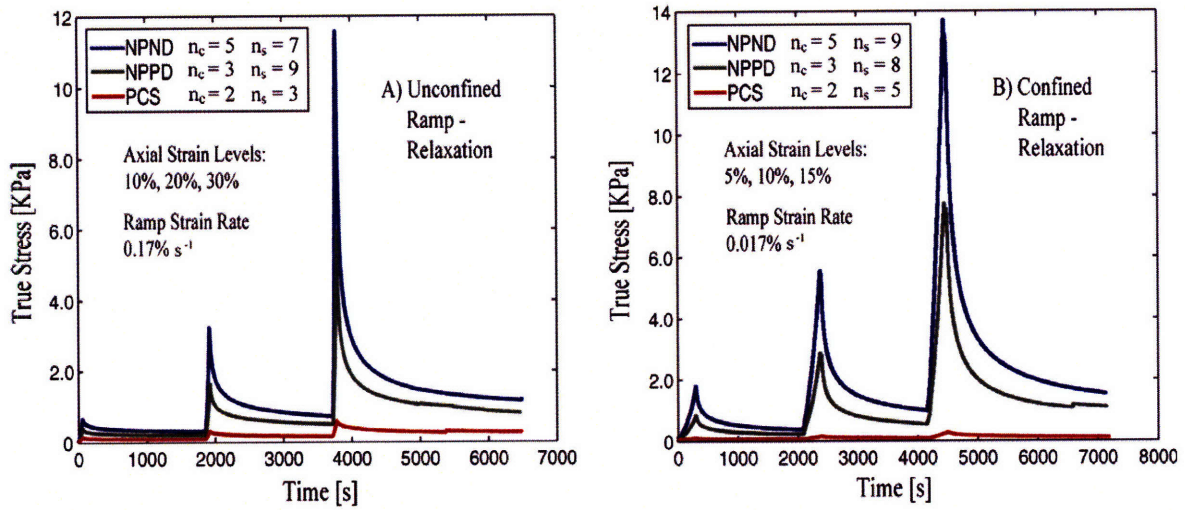 12
10
8.0
6.0
4.0
2.0
0
True Stress [KPa]
NPND n_c = 5 n_s = 7
NPPD n_c = 3 n_s = 9
PCS n_c = 2 n_s = 3
A) Unconfined
Ramp -
Relaxation
Axial Strain Levels:
10%, 20%, 30%
Ramp Strain Rate
0.17% s⁻¹
0 1000 2000 3000 4000 5000 6000 7000
Time [s]
14
12
10
8.0
6.0
4.0
2.0
0
True Stress [KPa]
NPND n_c = 5 n_s = 9
NPPD n_c = 3 n_s = 8
PCS n_c = 2 n_s = 5
B) Confined
Ramp -
Relaxation
Axial Strain Levels:
5%, 10%, 15%
Ramp Strain Rate
0.017% s⁻¹
0 1000 2000 3000 4000 5000 6000 7000 8000
Time [s]